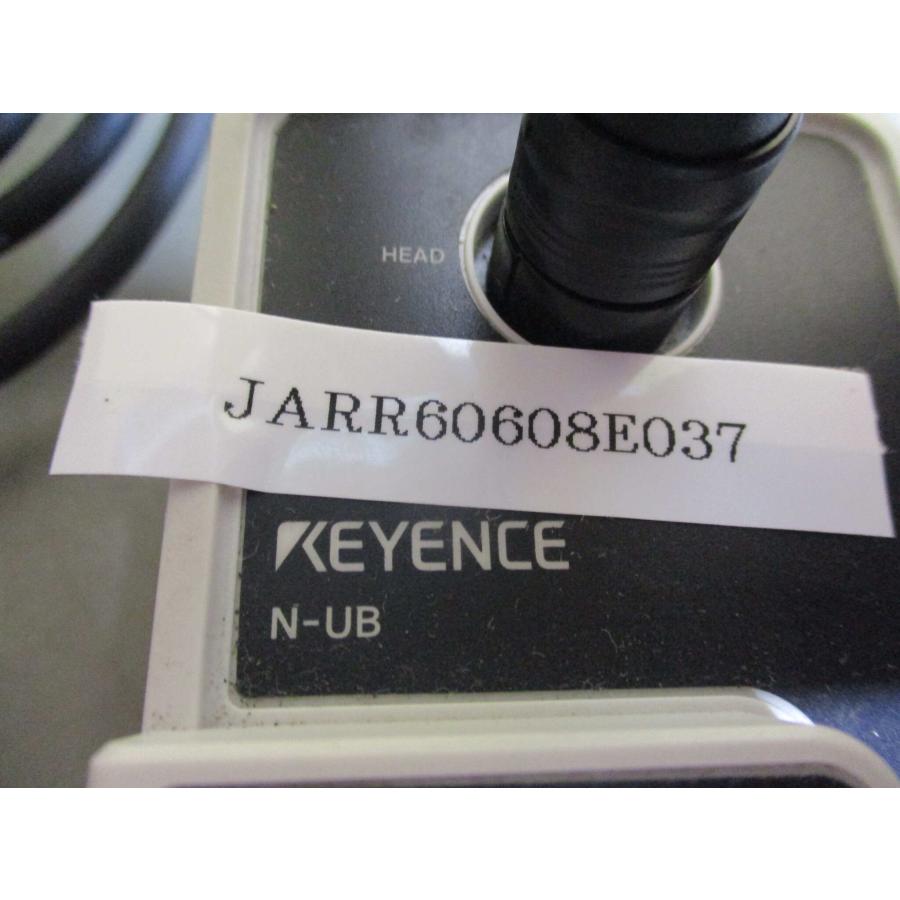 HEAD
JARR60608E037
KEYENCE
N-UB